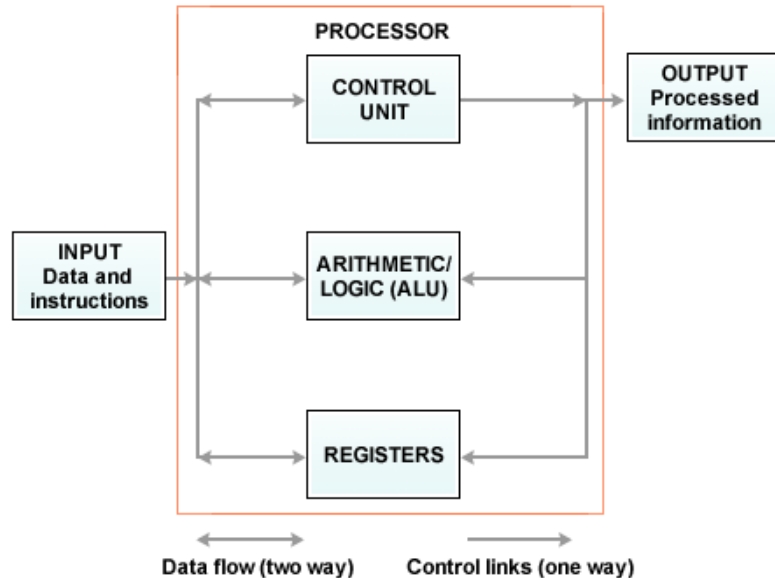 PROCESSOR
CONTROL
UNIT
OUTPUT
Processed
information
INPUT
Data and
instructions
ARITHMETIC/
LOGIC (ALU)
REGISTERS
Data flow (two way)
Control links (one way)